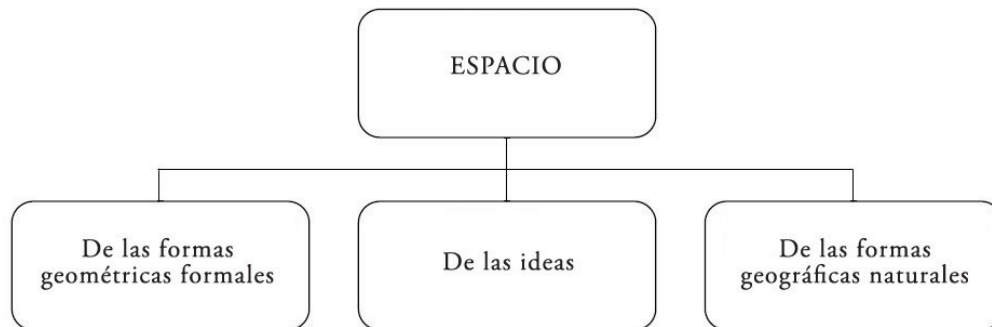 ESPACIO
De las formas
geométricas formales
De las ideas
De las formas
geográficas naturales